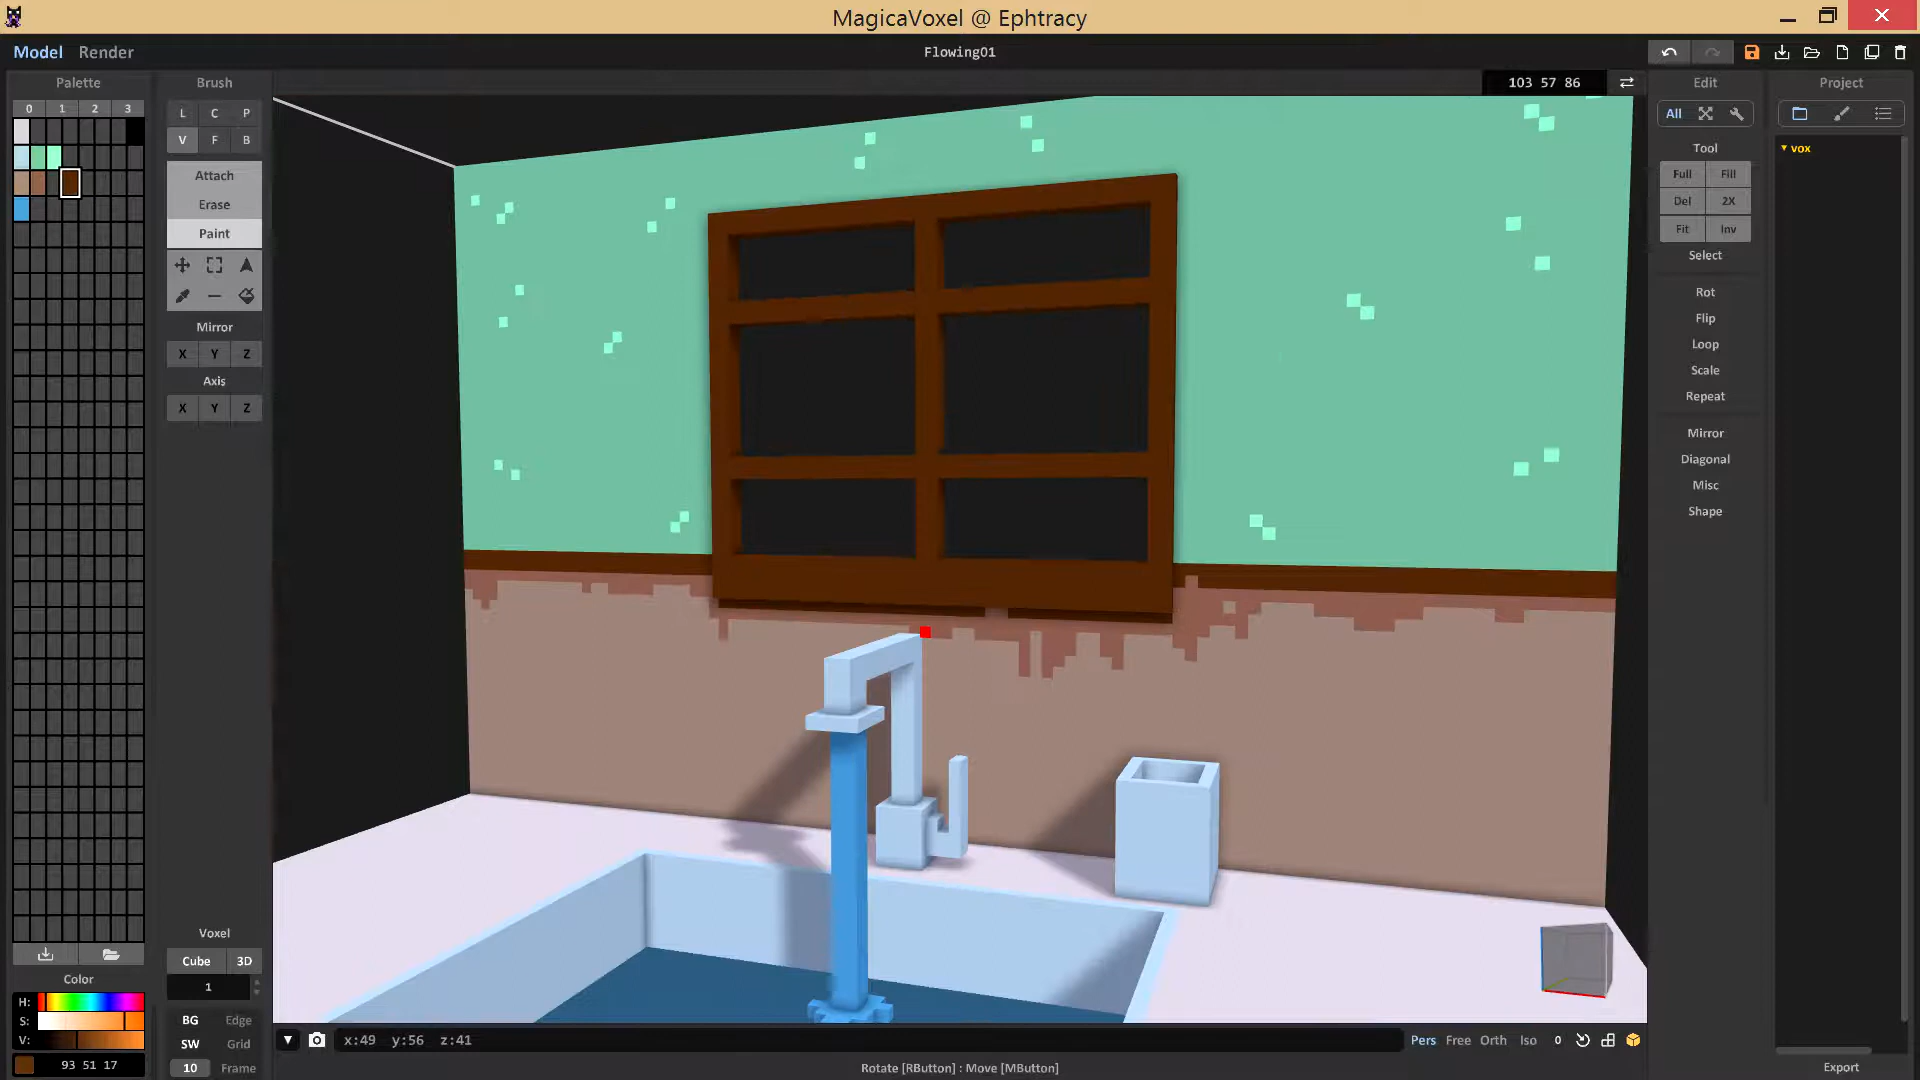 MagicaVoxel @ Ephtracy
Model Render
Flowing01
Palette
Brush
103 57 86
Edit
Project
0 1 2 3
L C P
V F B
All
Attach
Erase
Paint
Tool
Full Fill
Del 2X
Fit Inv
Select
vox
Rot
Flip
Loop
Scale
Repeat
Mirror
X Y Z
Axis
X Y Z
Mirror
Diagonal
Misc
Shape
Voxel
Cube 3D
1
Color
H:
S:
V:
93 51 17
BG Edge
SW Grid
10 Frame
x:49 y:56 z:41
Pers Free Orth Iso 0
Rotate [RButton] : Move [MButton]
Export